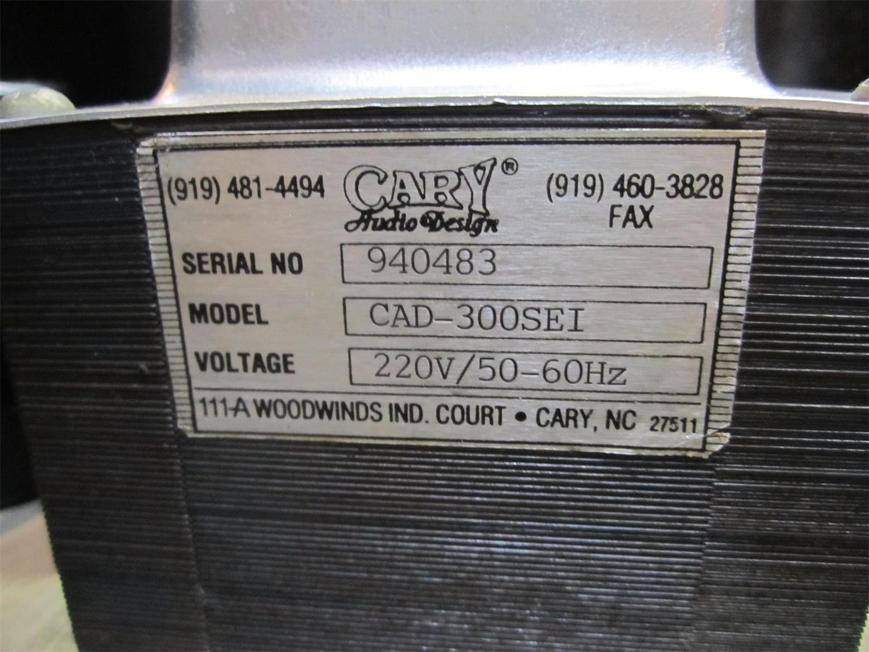 (919) 481-4494 CARY® (919) 460-3828
Audio Design FAX
SERIAL NO 940483
MODEL CAD-300SEI
VOLTAGE 220V/50-60Hz
111-A WOODWINDS IND. COURT • CARY, NC 27511